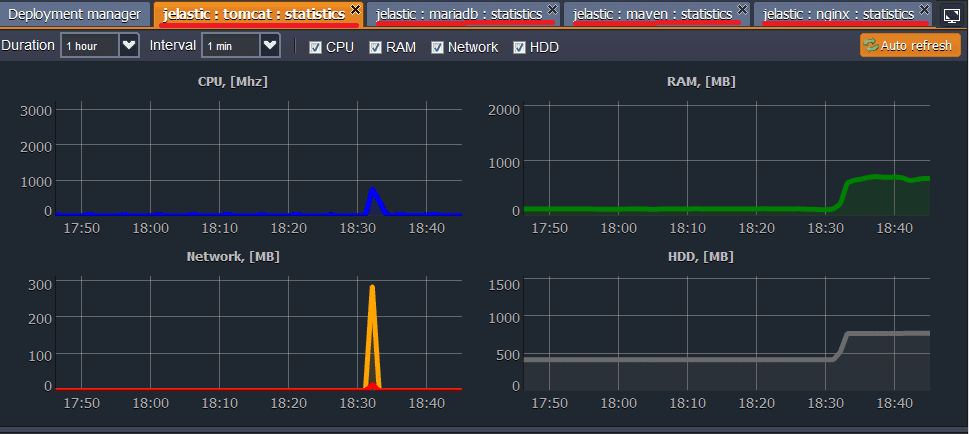 Deployment manager jelastic : tomcat : statistics jelastic : mariadb : statistics jelastic : maven : statistics jelastic : nginx : statistics
Duration 1 hour Interval 1 min CPU RAM Network HDD Auto refresh
CPU, [Mhz]
3000
2000
1000
0
17:50 18:00 18:10 18:20 18:30 18:40
RAM, [MB]
2000
1000
0
17:50 18:00 18:10 18:20 18:30 18:40
Network, [MB]
300
200
100
0
17:50 18:00 18:10 18:20 18:30 18:40
HDD, [MB]
1500
1000
500
0
17:50 18:00 18:10 18:20 18:30 18:40